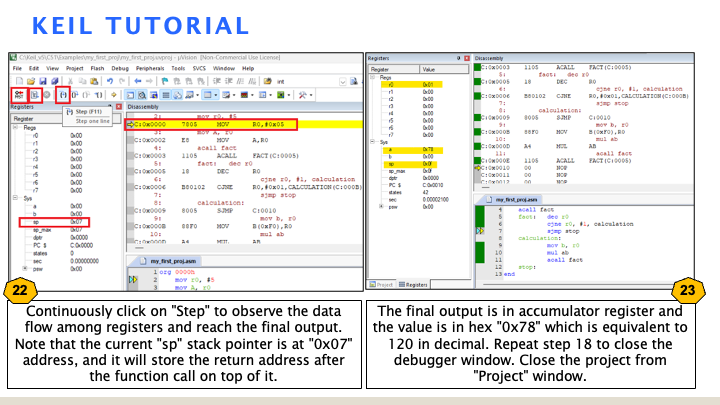 KEIL TUTORIAL
C:\Keil_v5\C51\Examples\my_first_proj\my_first_proj.uvproj - µVision [Non-Commercial Use License]
File Edit View Project Flash Debug Peripherals Tools SVCS Window Help
int
Step (F11)
Step one line
Registers
Register Value
Regs
r0 0x00
r1 0x00
r2 0x00
r3 0x00
r4 0x00
r5 0x00
r6 0x00
r7 0x00
Sys
a 0x00
b 0x00
sp 0x07
sp_max 0x07
dptr 0x0000
PC $ C:0x0000
states 0
sec 0.00000000
psw 0x00
Disassembly
2: mov r0, #5
C:0x0000 7805 MOV R0,#0x05
3: mov A, r0
C:0x0002 E8 MOV A,R0
4: acall fact
C:0x0003 1105 ACALL FACT(C:0005)
5: fact: dec r0
C:0x0005 18 DEC R0
6: cjne r0, #1, calculation
C:0x0006 B80102 CJNE R0,#0x01,CALCULATION(C:000B)
7: sjmp stop
C:0x0009 8005 SJMP C:0010
9: mov b, r0
C:0x000B 88F0 MOV B(0xF0),R0
10: mul ab
C:0x000D A4 MUL AB
my_first_proj.asm
1 org 0000h
2 mov r0, #5
3 mov A, r0
Registers
Register Value
Regs
r0 0x01
r1 0x00
r2 0x00
r3 0x00
r4 0x00
r5 0x00
r6 0x00
r7 0x00
Sys
a 0x78
b 0x00
sp 0x0f
sp_max 0x0f
dptr 0x0000
PC $ C:0x0010
states 42
sec 0.00002100
psw 0x00
Project Registers
Disassembly
C:0x0003 1105 ACALL FACT(C:0005)
5: fact: dec r0
C:0x0005 18 DEC R0
6: cjne r0, #1, calculation
C:0x0006 B80102 CJNE R0,#0x01,CALCULATION(C:000B)
7: sjmp stop
8: calculation:
C:0x0009 8005 SJMP C:0010
9: mov b, r0
C:0x000B 88F0 MOV B(0xF0),R0
10: mul ab
C:0x000D A4 MUL AB
11: acall fact
C:0x000E 1105 ACALL FACT(C:0005)
C:0x0010 00 NOP
C:0x0011 00 NOP
C:0x0012 00 NOP
my_first_proj.asm
4 acall fact
5 fact: dec r0
6 cjne r0, #1, calculation
7 sjmp stop
8 calculation:
9 mov b, r0
10 mul ab
11 acall fact
12 stop:
13 end
22
23
Continuously click on "Step" to observe the data
flow among registers and reach the final output.
Note that the current "sp" stack pointer is at "0x07"
address, and it will store the return address after
the function call on top of it.
The final output is in accumulator register and
the value is in hex "0x78" which is equivalent to
120 in decimal. Repeat step 18 to close the
debugger window. Close the project from
"Project" window.